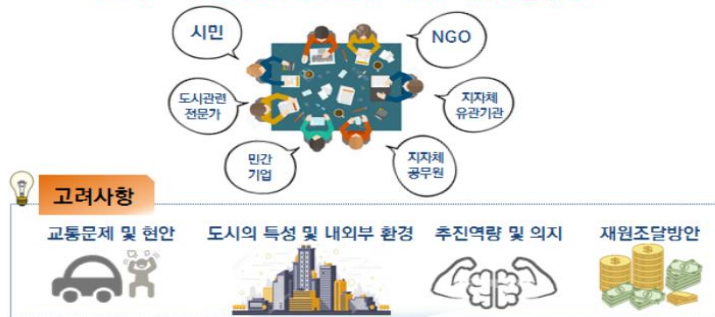 시민
NGO
도시관련
전문가
지자체
유관기관
민간
기업
지자체
공무원
고려사항
교통문제 및 현안
도시의 특성 및 내외부 환경
추진역량 및 의지
재원조달방안